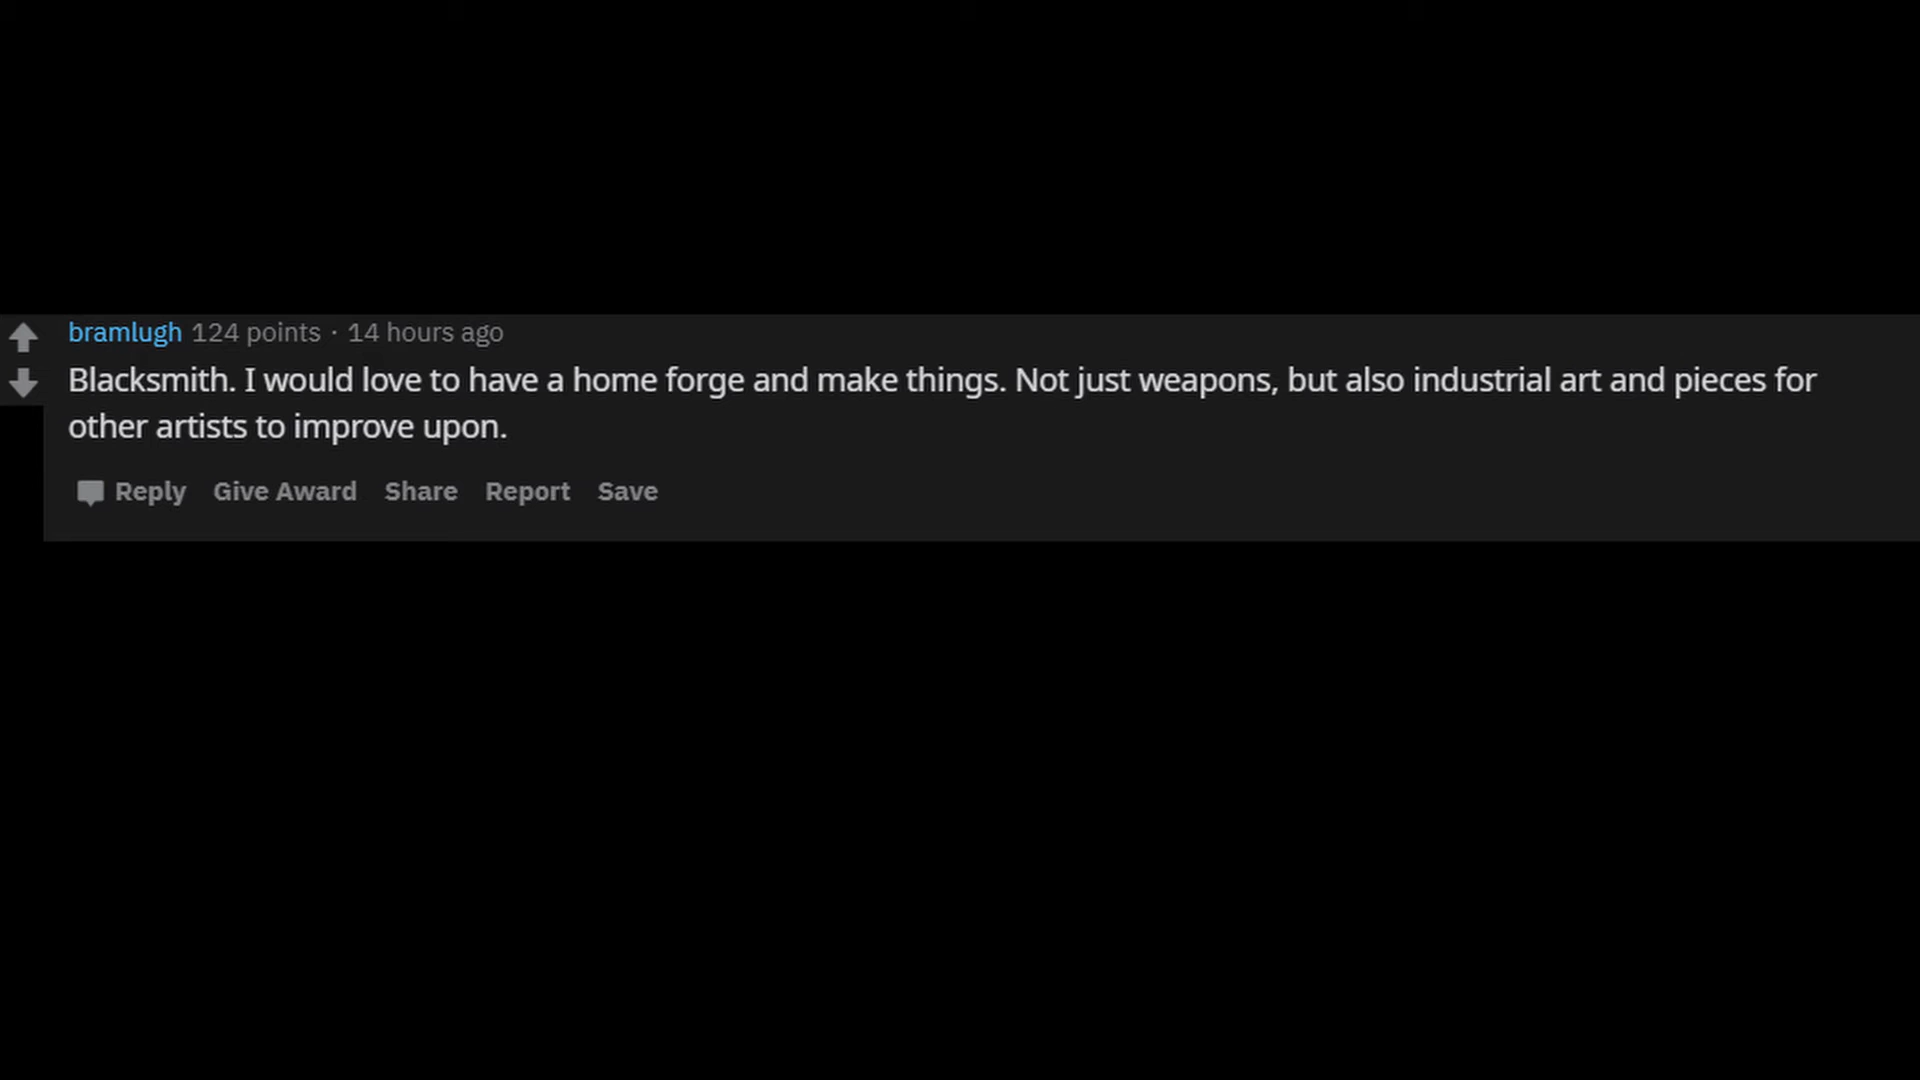 bramlugh 124 points · 14 hours ago
Blacksmith. I would love to have a home forge and make things. Not just weapons, but also industrial art and pieces for
other artists to improve upon.
Reply Give Award Share Report Save